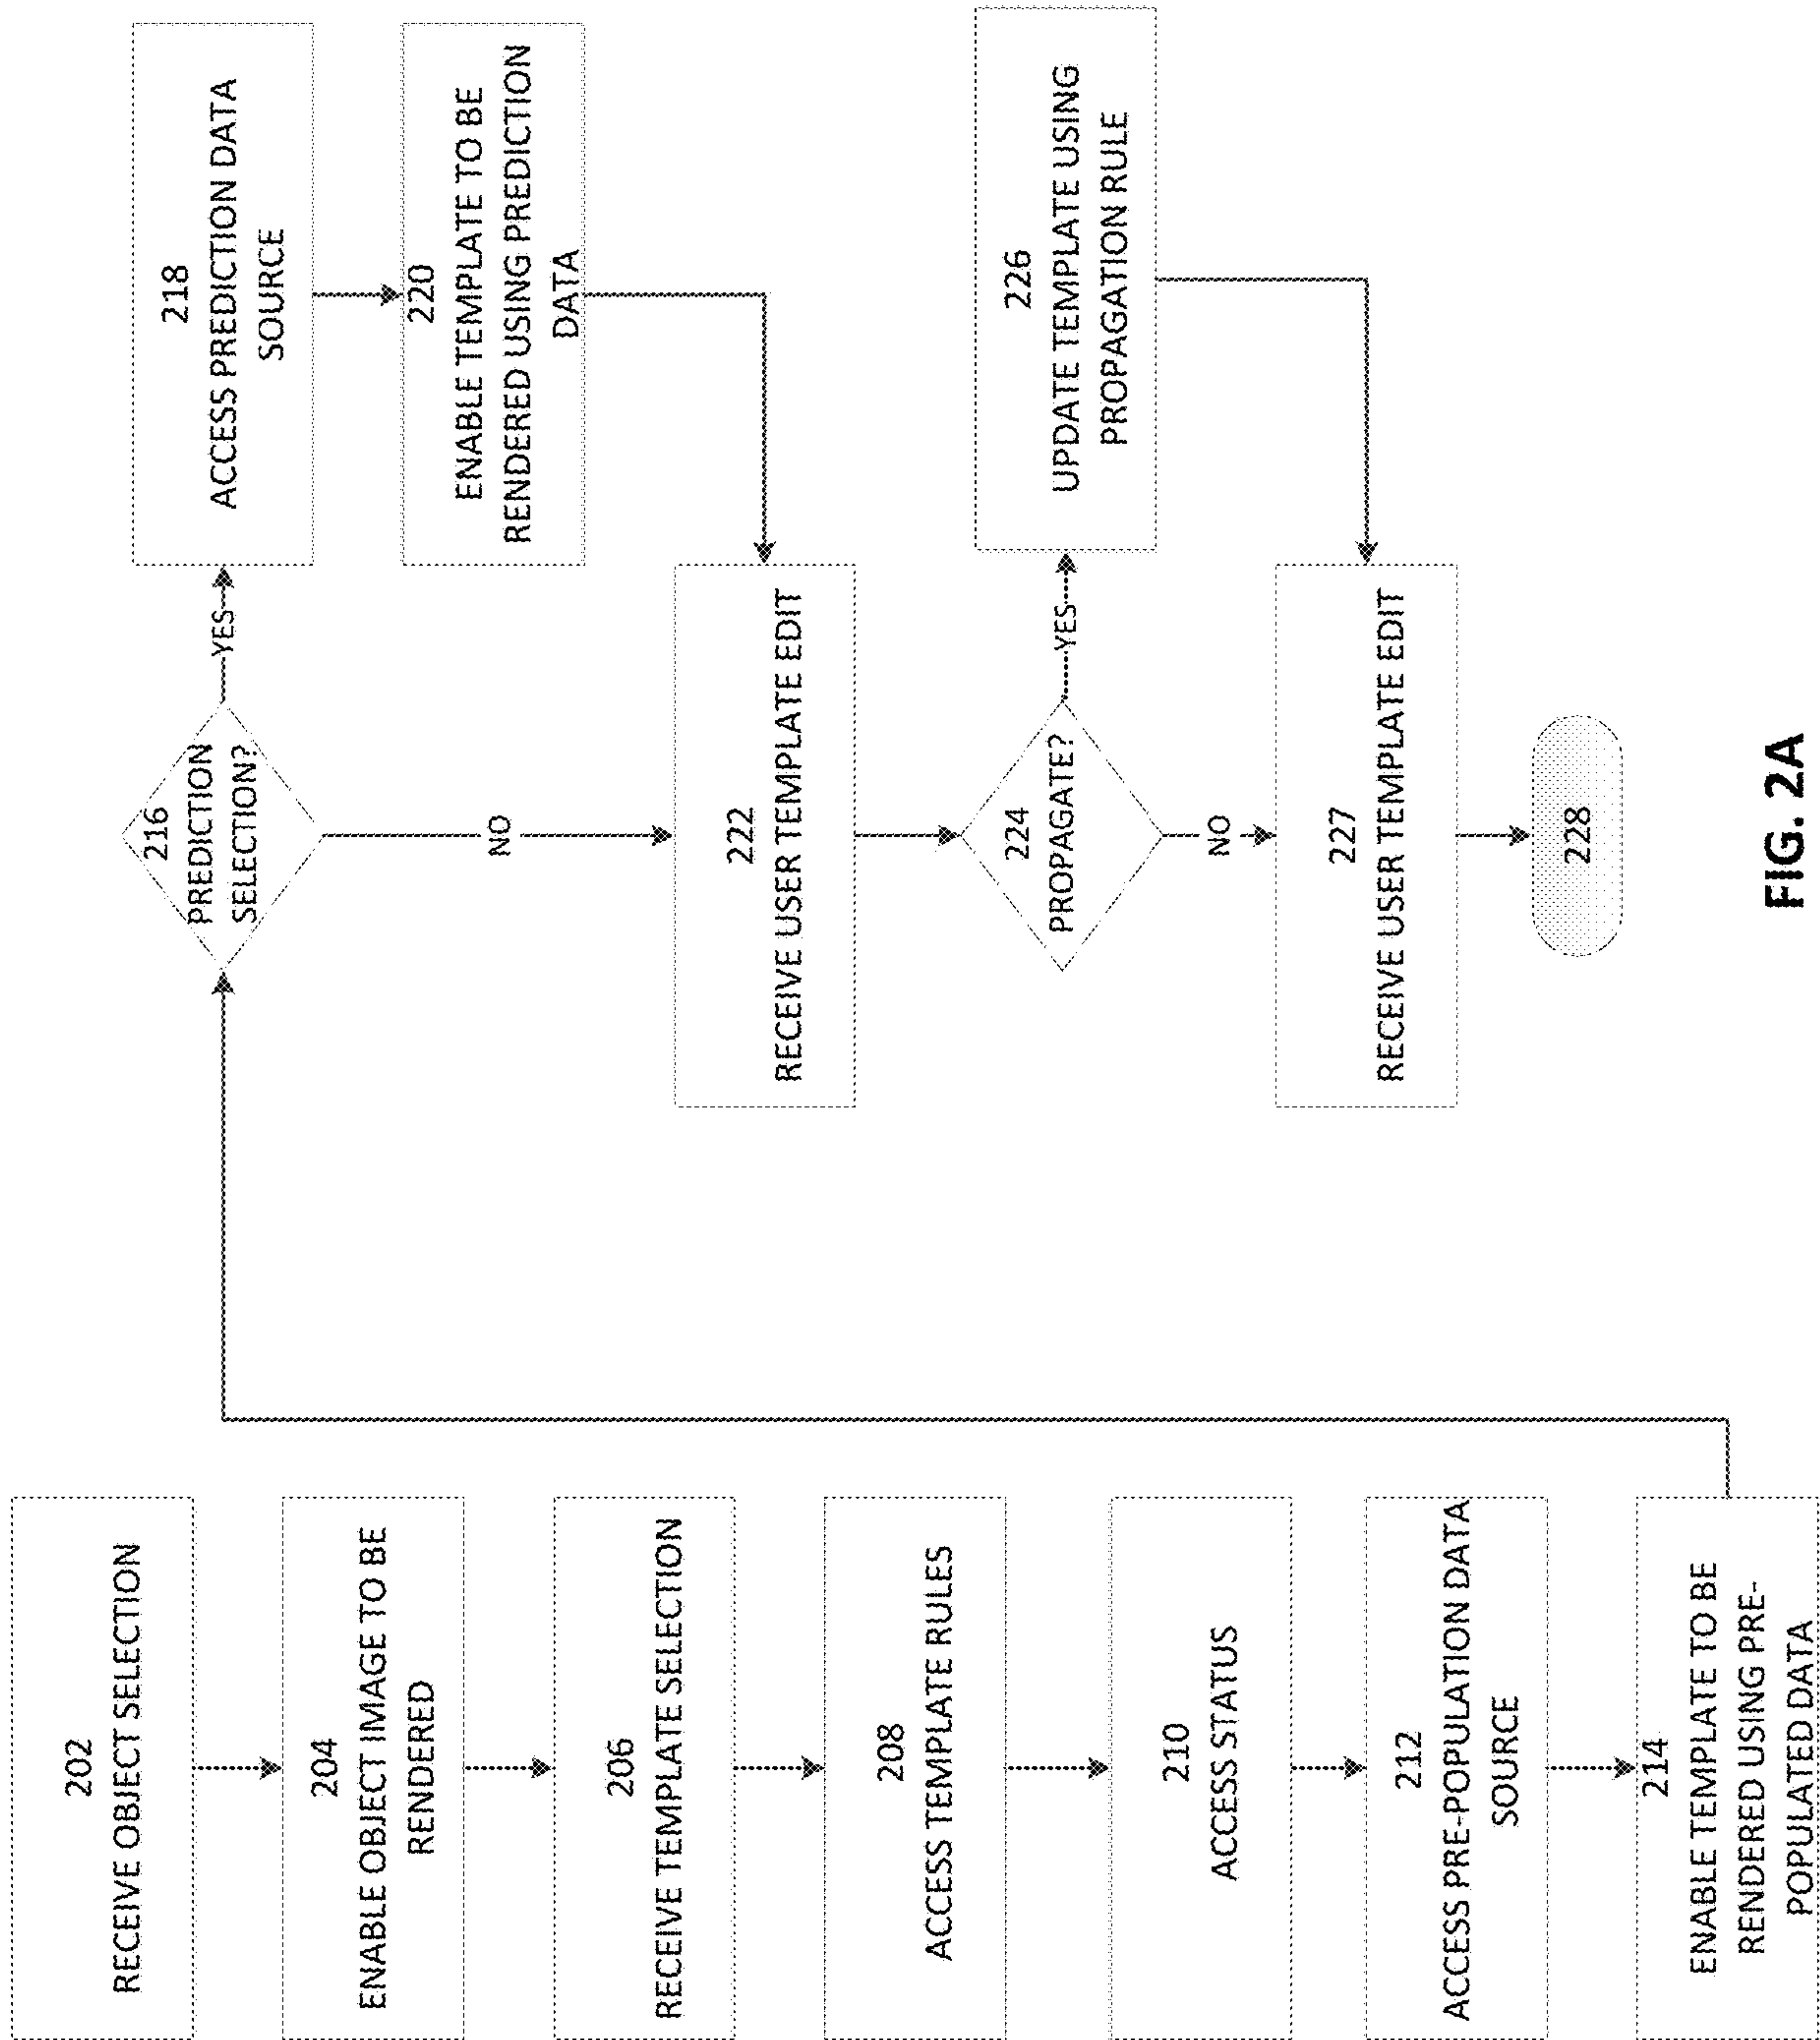 202
RECEIVE OBJECT SELECTION
204
ENABLE OBJECT IMAGE TO BE
RENDERED
206
RECEIVE TEMPLATE SELECTION
208
ACCESS TEMPLATE RULES
210
ACCESS STATUS
212
ACCESS PRE-POPULATION DATA
SOURCE
214
ENABLE TEMPLATE TO BE
RENDERED USING PRE-
POPULATED DATA
216
PREDICTION
SELECTION?
YES
218
ACCESS PREDICTION DATA
SOURCE
220
ENABLE TEMPLATE TO BE
RENDERED USING PREDICTION
DATA
NO
222
RECEIVE USER TEMPLATE EDIT
224
PROPAGATE?
YES
226
UPDATE TEMPLATE USING
PROPAGATION RULE
NO
227
RECEIVE USER TEMPLATE EDIT
228
FIG. 2A